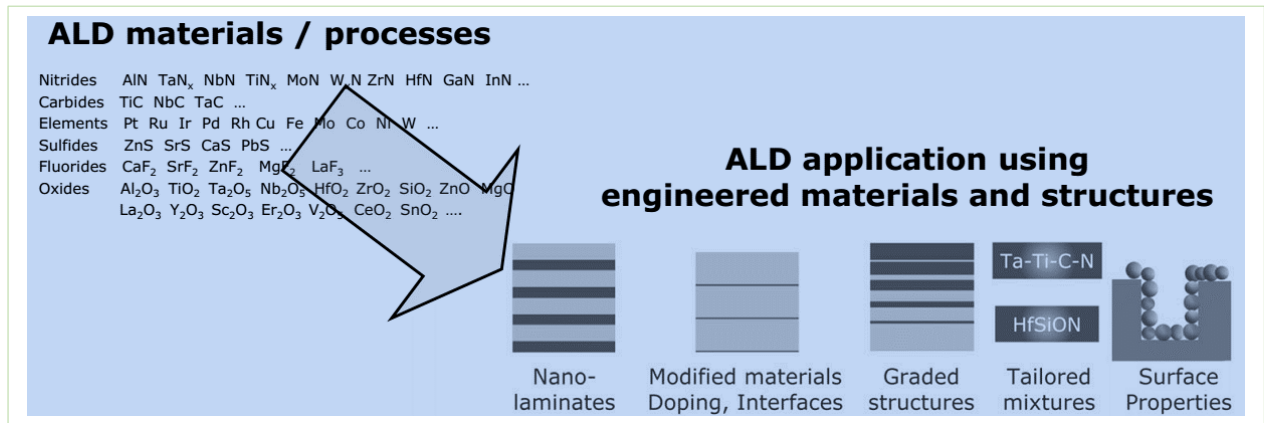 ALD materials / processes
Nitrides AlN TaNₓ NbN TiNₓ MoN W N ZrN HfN GaN InN ...
Carbides TiC NbC TaC ...
Elements Pt Ru Ir Pd Rh Cu Fe Mo Co Ni W ...
Sulfides ZnS SrS CaS PbS ...
Fluorides CaF₂ SrF₂ ZnF₂ MgF₂ LaF₃ ...
Oxides Al₂O₃ TiO₂ Ta₂O₅ Nb₂O₅ HfO₂ ZrO₂ SiO₂ ZnO MgO
La₂O₃ Y₂O₃ Sc₂O₃ Er₂O₃ V₂O₅ CeO₂ SnO₂ ....
ALD application using
engineered materials and structures
Ta-Ti-C-N
HfSiON
Nano-
laminates
Modified materials
Doping, Interfaces
Graded
structures
Tailored
mixtures
Surface
Properties